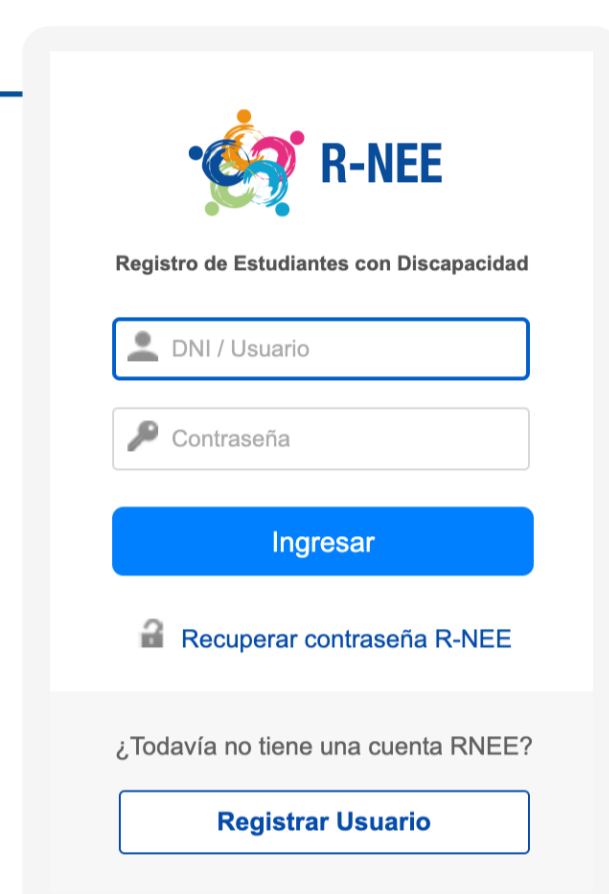 R-NEE
Registro de Estudiantes con Discapacidad
DNI / Usuario
Contraseña
Ingresar
Recuperar contraseña R-NEE
¿Todavía no tiene una cuenta RNEE?
Registrar Usuario